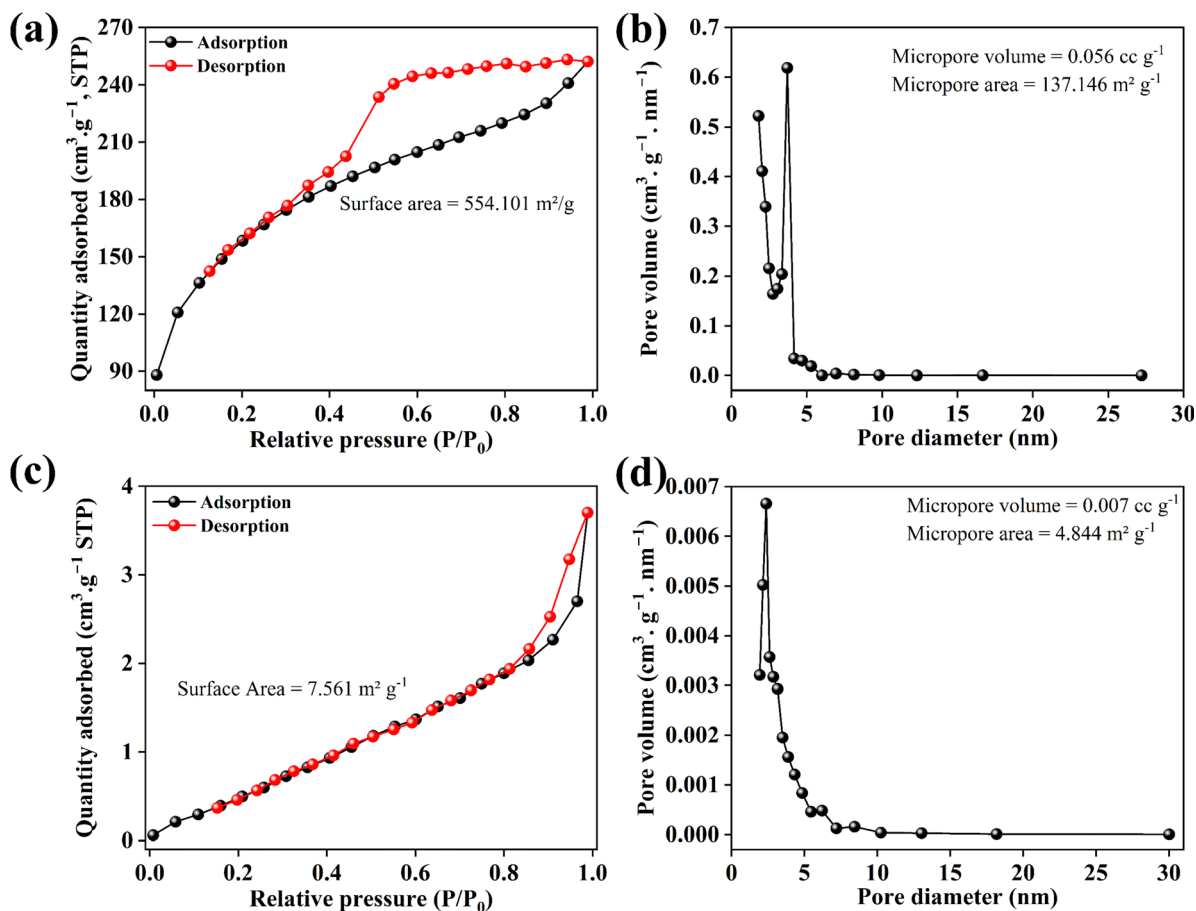 (a)
270
240
210
180
150
120
90
Quantity adsorbed (cm³.g⁻¹, STP)
Adsorption
Desorption
Surface area = 554.101 m²/g
0.0 0.2 0.4 0.6 0.8 1.0
Relative pressure (P/P₀)
(b)
0.7
0.6
0.5
0.4
0.3
0.2
0.1
0.0
Pore volume (cm³. g⁻¹. nm⁻¹)
Micropore volume = 0.056 cc g⁻¹
Micropore area = 137.146 m² g⁻¹
0 5 10 15 20 25 30
Pore diameter (nm)
(c)
4
3
2
1
0
Quantity adsorbed (cm³.g⁻¹ STP)
Adsorption
Desorption
Surface Area = 7.561 m² g⁻¹
0.0 0.2 0.4 0.6 0.8 1.0
Relative pressure (P/P₀)
(d)
0.007
0.006
0.005
0.004
0.003
0.002
0.001
0.000
Pore volume (cm³. g⁻¹. nm⁻¹)
Micropore volume = 0.007 cc g⁻¹
Micropore area = 4.844 m² g⁻¹
0 5 10 15 20 25 30
Pore diameter (nm)